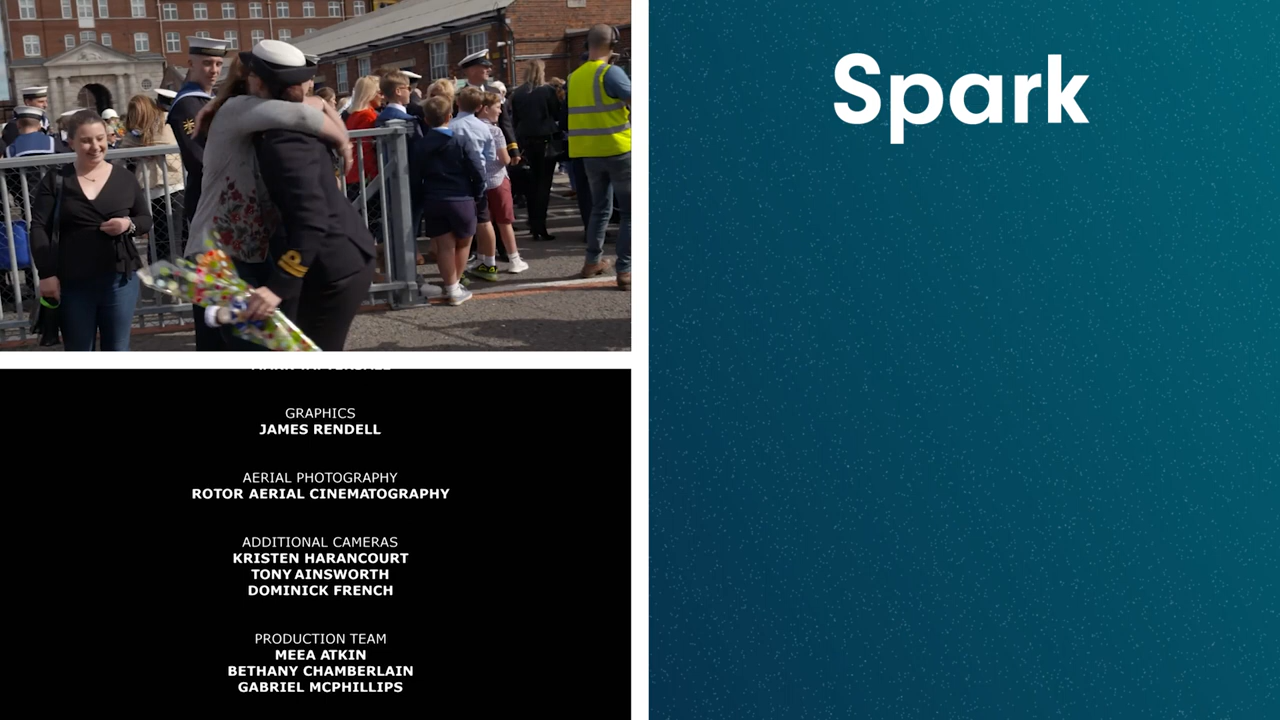 Spark
GRAPHICS
JAMES RENDELL
AERIAL PHOTOGRAPHY
ROTOR AERIAL CINEMATOGRAPHY
ADDITIONAL CAMERAS
KRISTEN HARANCOURT
TONY AINSWORTH
DOMINICK FRENCH
PRODUCTION TEAM
MEEA ATKIN
BETHANY CHAMBERLAIN
GABRIEL MCPHILLIPS